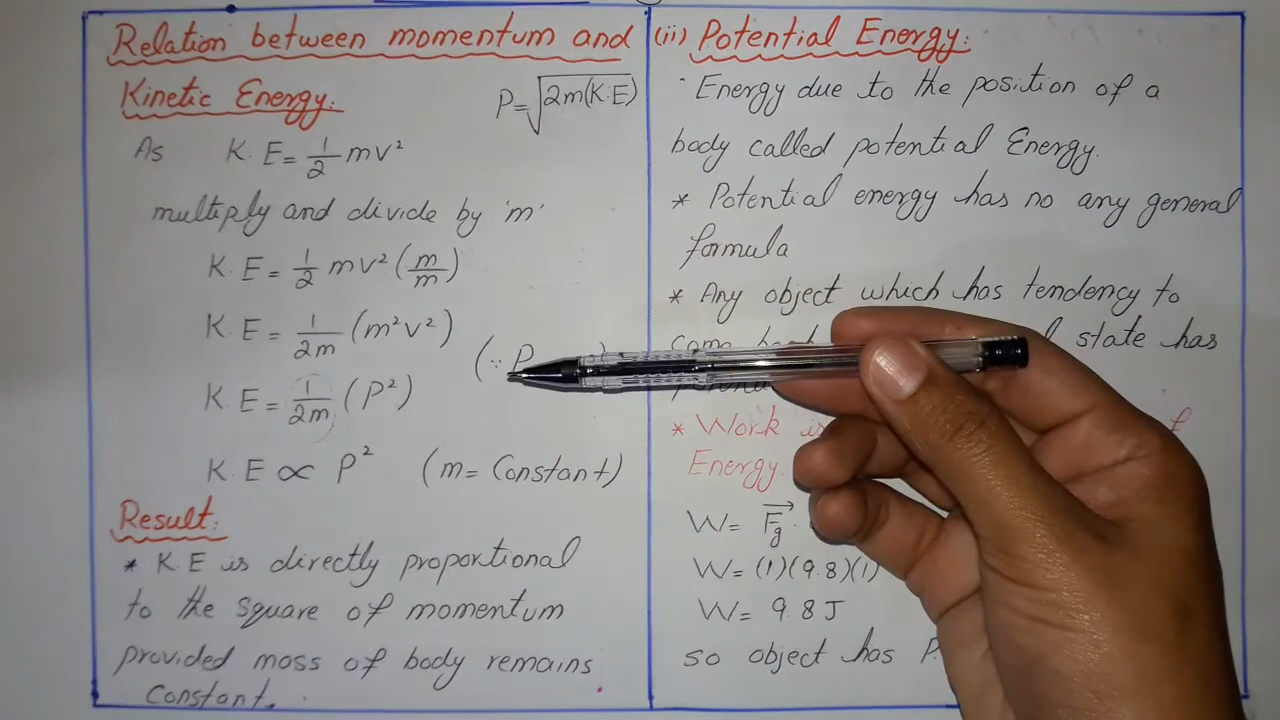 Relation between momentum and
Kinetic Energy:
P=√2m(K.E)
As K.E = 1/2 mv²
multiply and divide by 'm'
K.E = 1/2 mv² (m/m)
K.E = 1/2m (m²v²)
(∵ P
K.E = 1/2m (P²)
K.E ∝ P² (m = Constant)
Result:
* K.E is directly proportional
to the square of momentum
provided mass of body remains
Constant.
(ii) Potential Energy:
Energy due to the position of a
body called potential Energy.
* Potential energy has no any general
formula
* Any object which has tendency to
state has
* Work is
Energy.
W = F⃗g .
W = (1)(9.8)(1)
W = 9.8 J
so object has P.